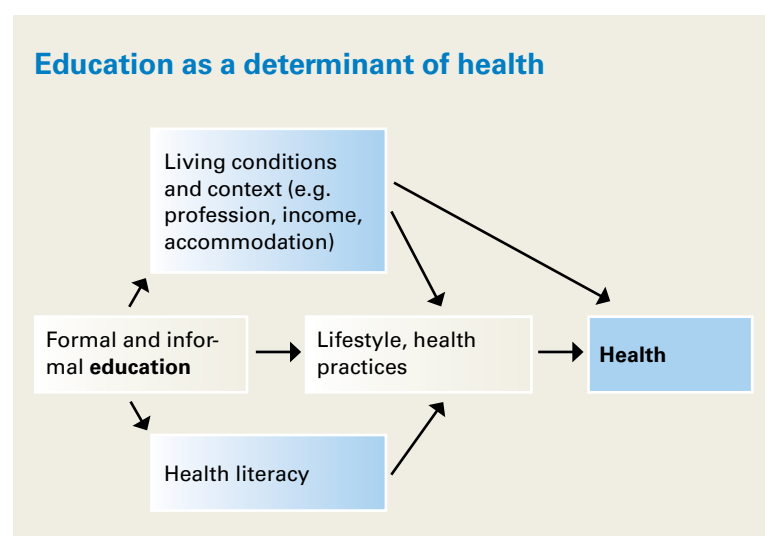 Education as a determinant of health
Living conditions
and context (e.g.
profession, income,
accommodation)
Formal and infor-
mal education
Lifestyle, health
practices
Health
Health literacy